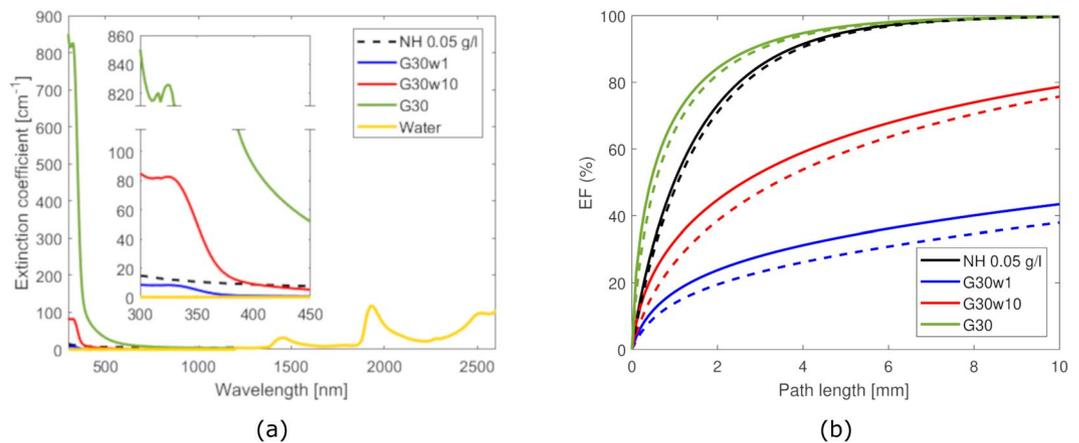 900
800
700
600
500
400
300
200
100
0
Extinction coefficient [cm⁻¹]
860
840
820
100
80
60
40
20
0
300 350 400 450
NH 0.05 g/l
G30w1
G30w10
G30
Water
500 1000 1500 2000 2500
Wavelength [nm]
(a)
100
80
60
40
20
0
EF (%)
NH 0.05 g/l
G30w1
G30w10
G30
0 2 4 6 8 10
Path length [mm]
(b)